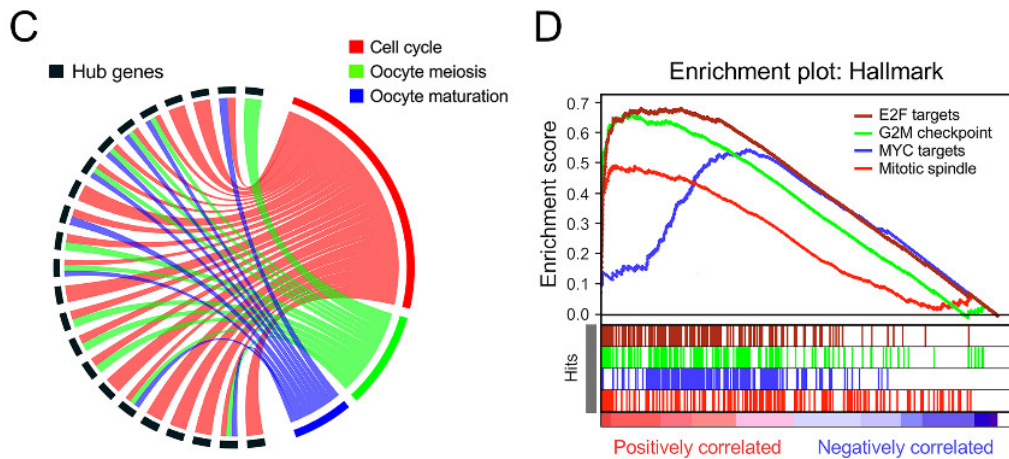 C
Hub genes
Cell cycle
Oocyte meiosis
Oocyte maturation
D
Enrichment plot: Hallmark
Enrichment score
0.7
0.6
0.5
0.4
0.3
0.2
0.1
0.0
E2F targets
G2M checkpoint
MYC targets
Mitotic spindle
Hits
Positively correlated
Negatively correlated